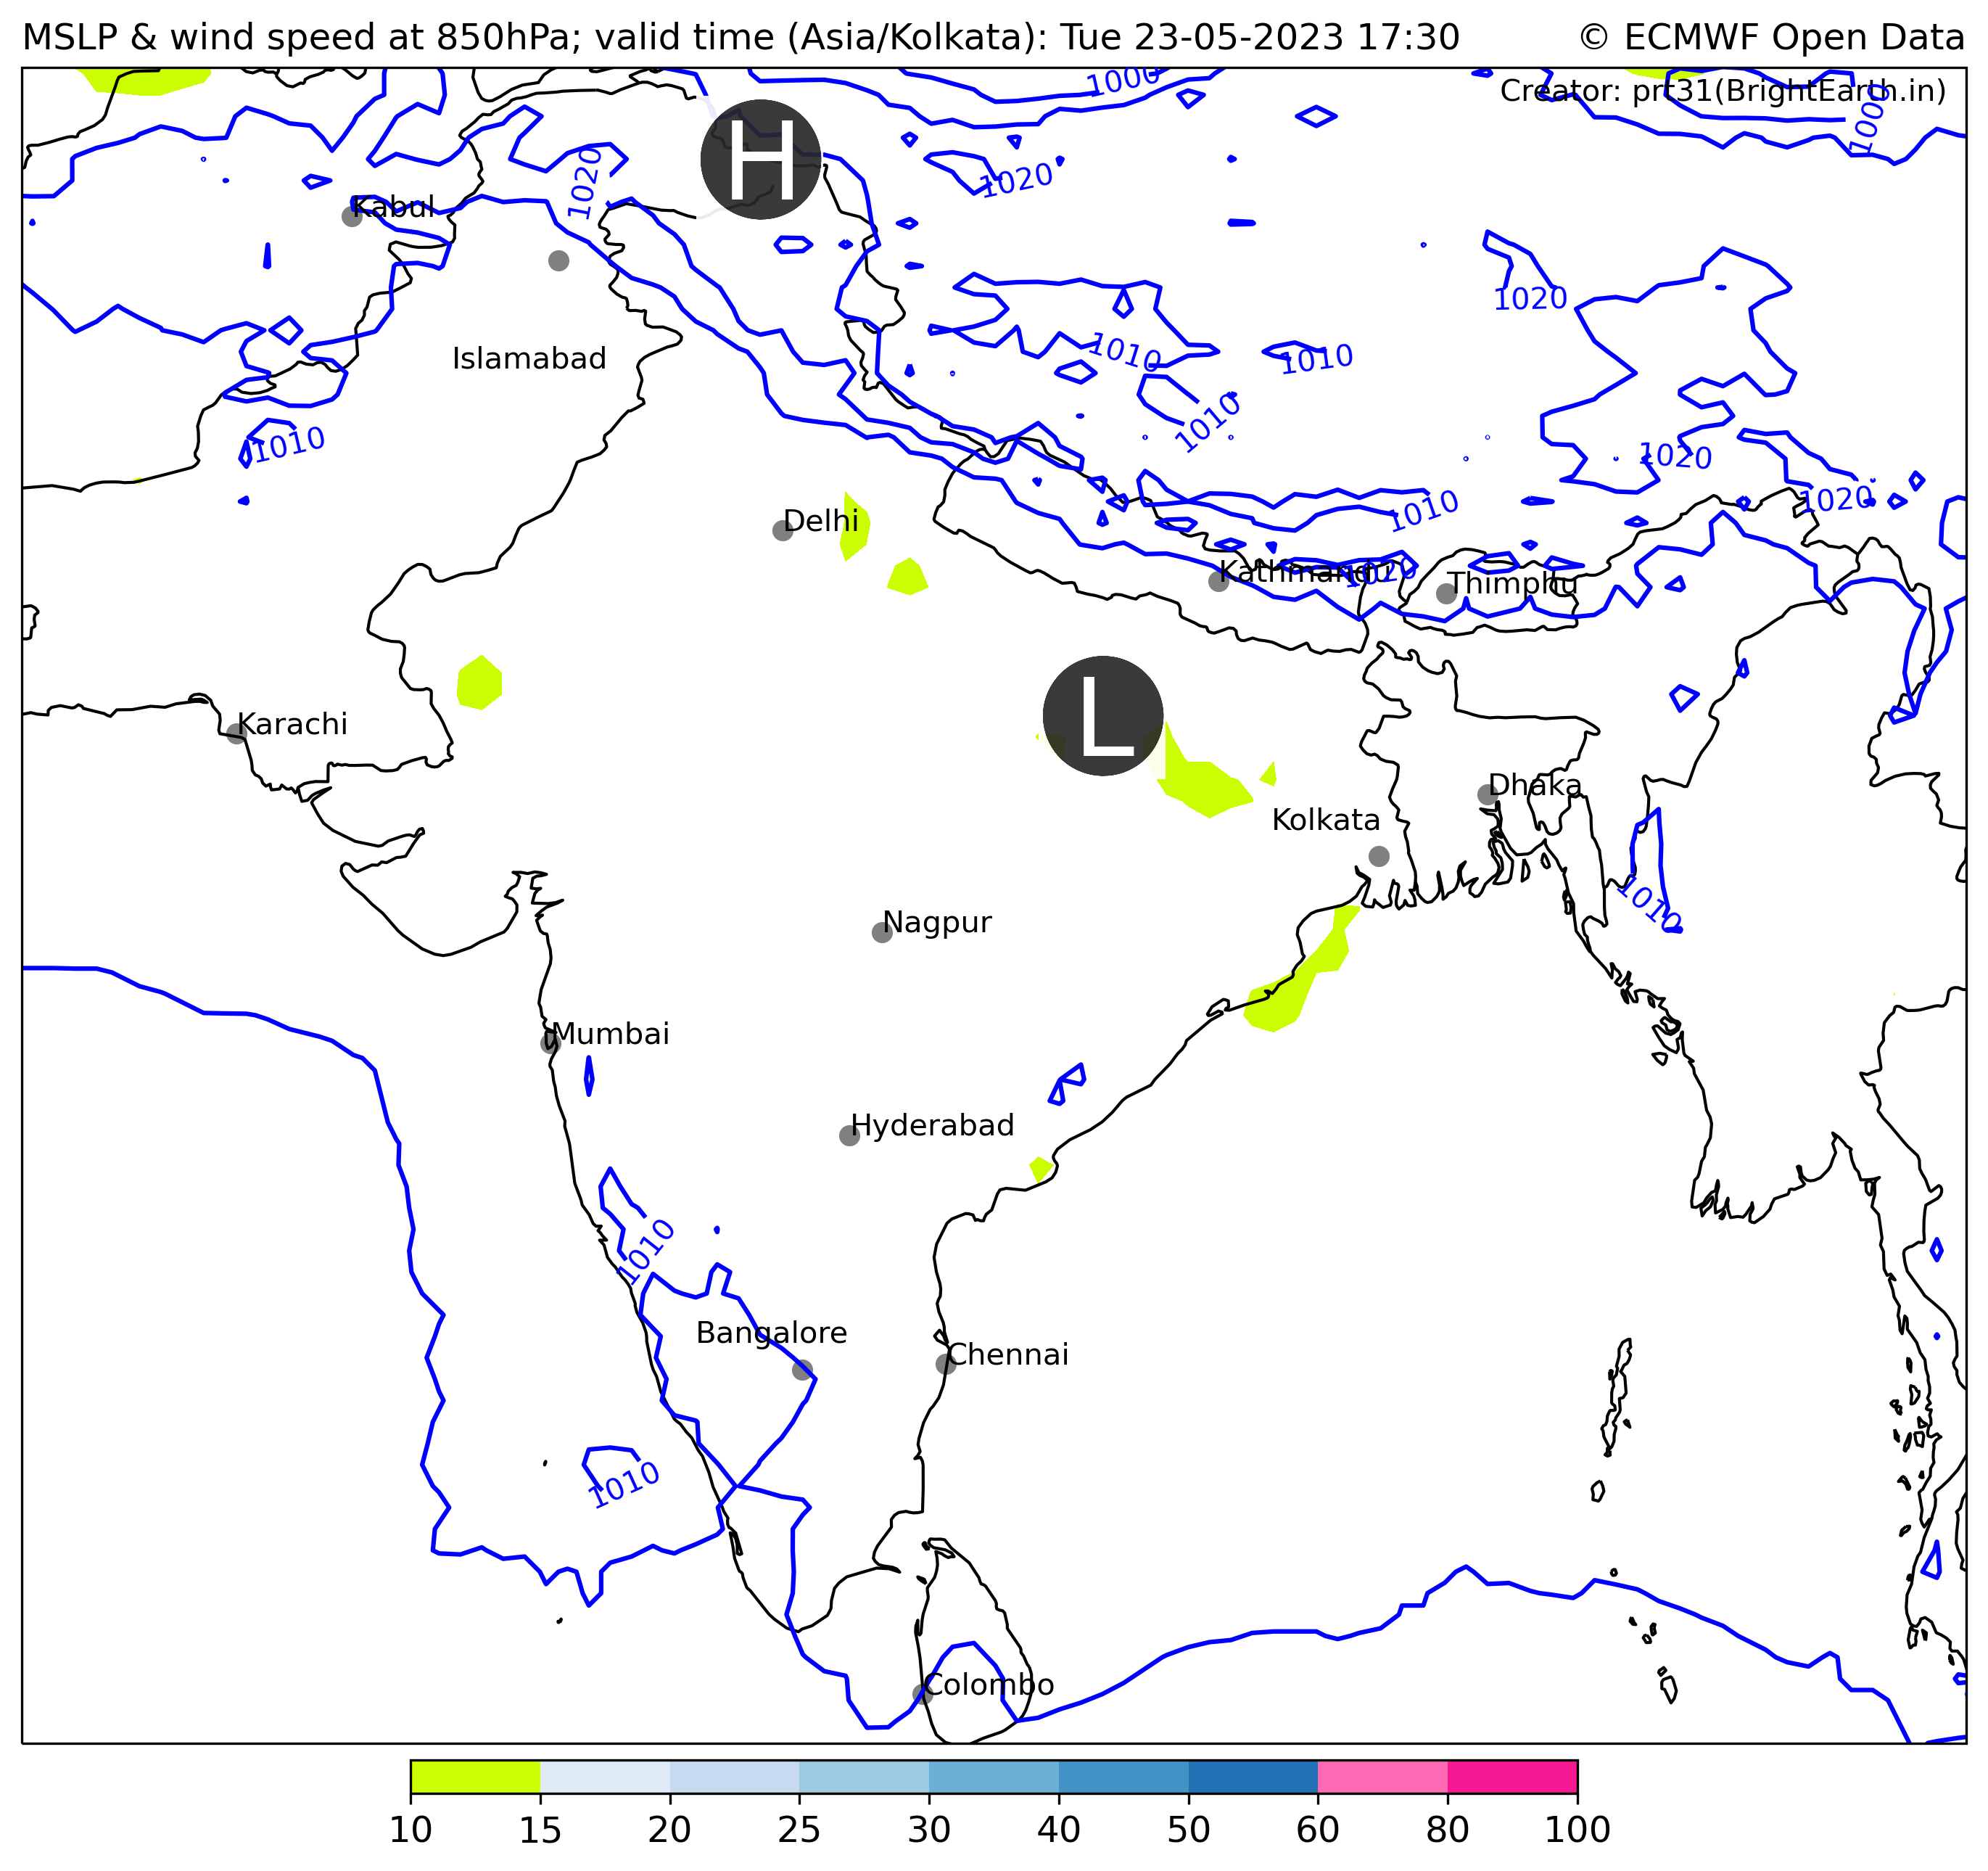 MSLP & wind speed at 850hPa; valid time (Asia/Kolkata): Tue 23-05-2023 17:30
© ECMWF Open Data
1000
Creator: prt31(BrightEarth.in)
1000
H
1020
1020
Kabul
1020
1010
1010
Islamabad
1010
1010
1020
1020
1010
Delhi
Kathmandu
1020
Thimphu
L
Karachi
Dhaka
Kolkata
1010
Nagpur
Mumbai
Hyderabad
1010
Bangalore
Chennai
1010
Colombo
10 15 20 25 30 40 50 60 80 100